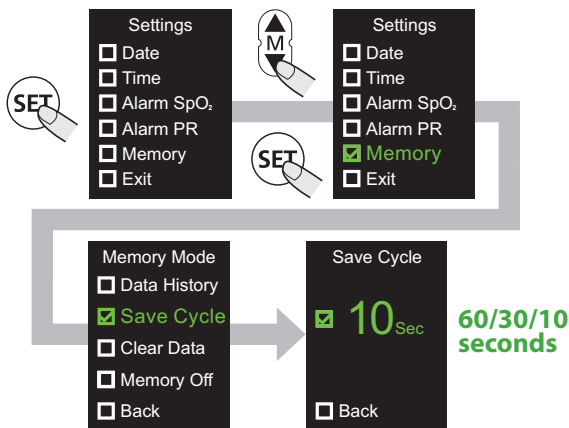 SET
Settings
Date
Time
Alarm SpO₂
Alarm PR
Memory
Exit
M
SET
Settings
Date
Time
Alarm SpO₂
Alarm PR
Memory
Exit
Memory Mode
Data History
Save Cycle
Clear Data
Memory Off
Back
Save Cycle
10 Sec
Back
60/30/10
seconds